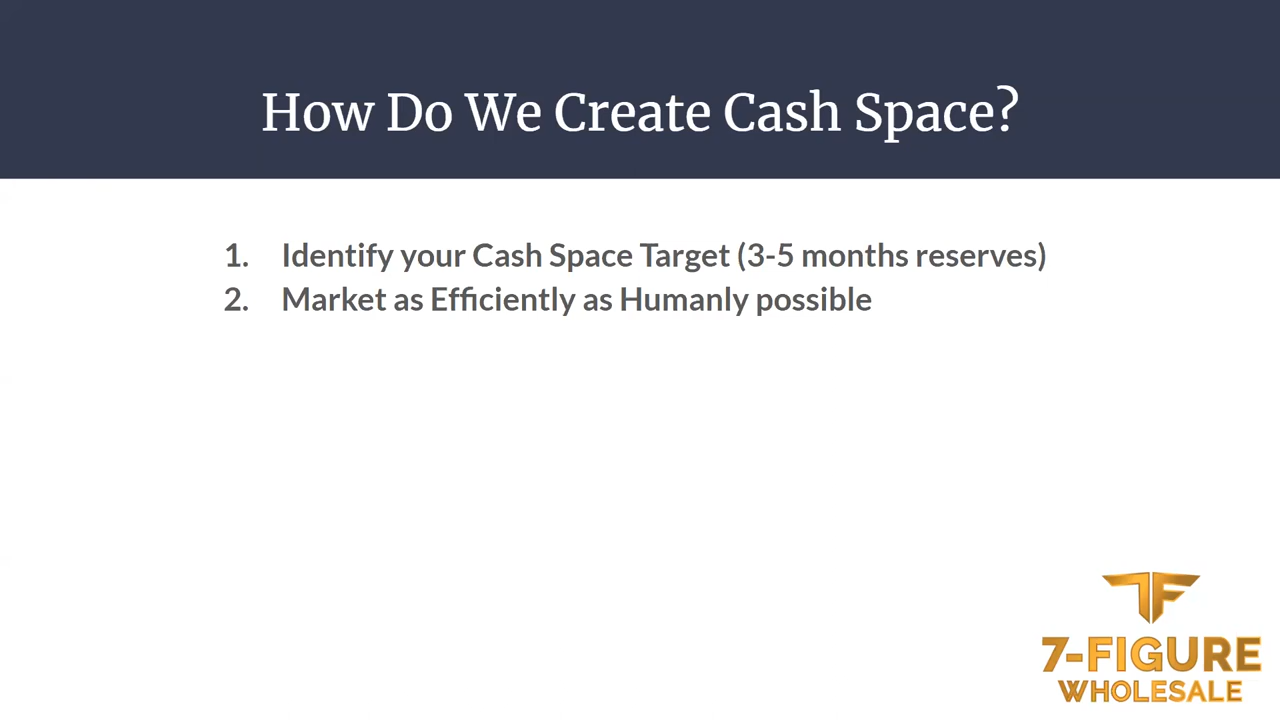 How Do We Create Cash Space?
1. Identify your Cash Space Target (3-5 months reserves)
2. Market as Efficiently as Humanly possible
7F
7-FIGURE
WHOLESALE